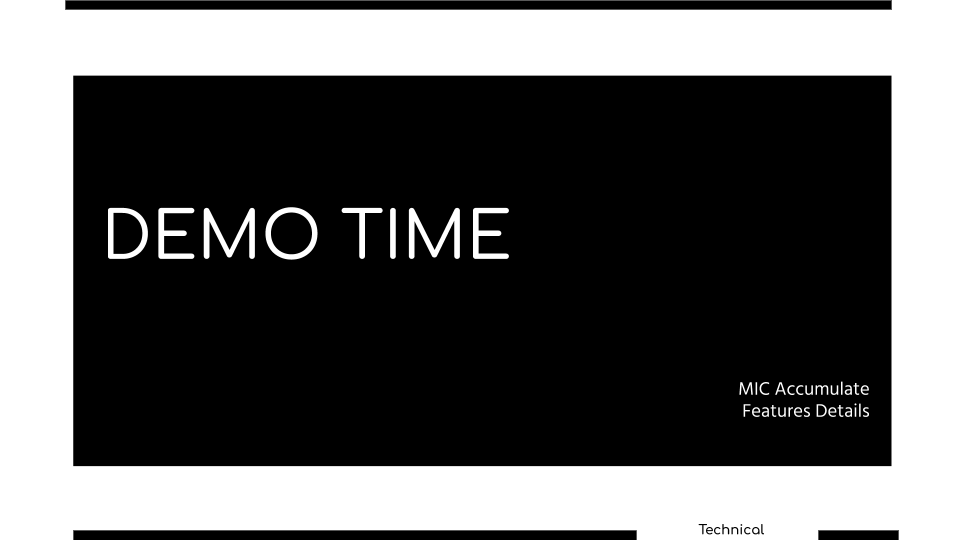 DEMO TIME
MIC Accumulate
Features Details
Technical